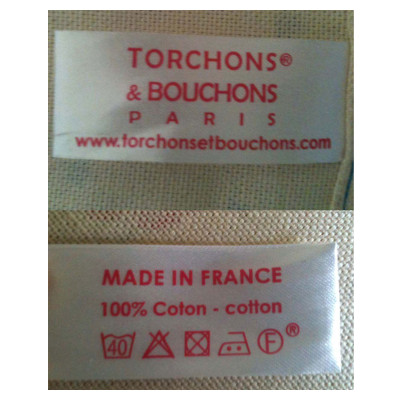 TORCHONS®
& BOUCHONS
PARIS
www.torchonsetbouchons.com
MADE IN FRANCE
100% Coton - cotton
40 F ®